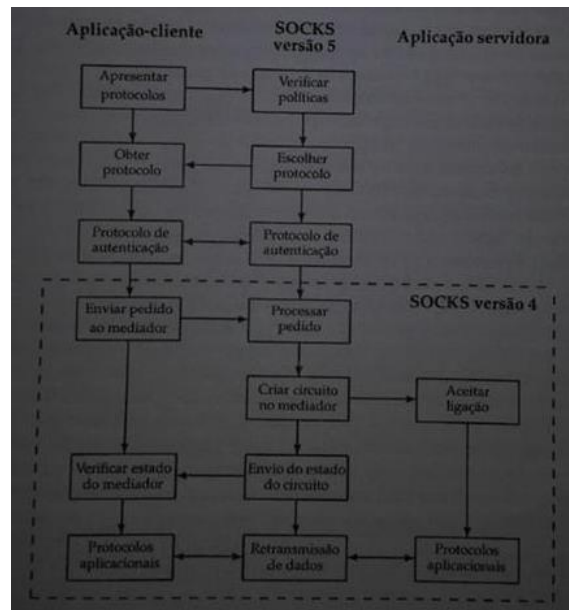 Aplicação-cliente
SOCKS
versão 5
Aplicação servidora
Apresentar
protocolos
Verificar
políticas
Obter
protocolo
Escolher
protocolo
Protocolo de
autenticação
Protocolo de
autenticação
SOCKS versão 4
Enviar pedido
ao mediador
Processar
pedido
Criar circuito
no mediador
Aceitar
ligação
Verificar estado
do mediador
Envio do estado
do circuito
Protocolos
aplicacionais
Retransmissão
de dados
Protocolos
aplicacionais